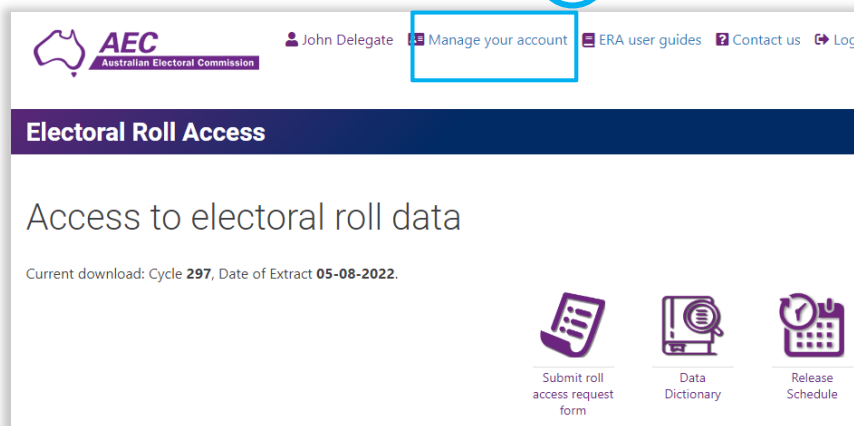 AEC
Australian Electoral Commission
John Delegate Manage your account ERA user guides Contact us Log
Electoral Roll Access
Access to electoral roll data
Current download: Cycle 297, Date of Extract 05-08-2022.
Submit roll
access request
form
Data
Dictionary
Release
Schedule